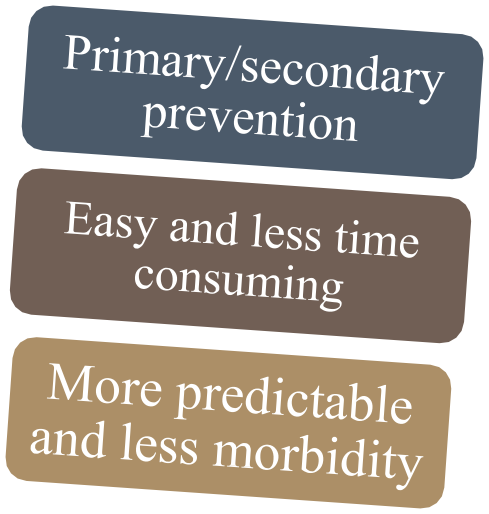 Primary/secondary
prevention
Easy and less time
consuming
More predictable
and less morbidity